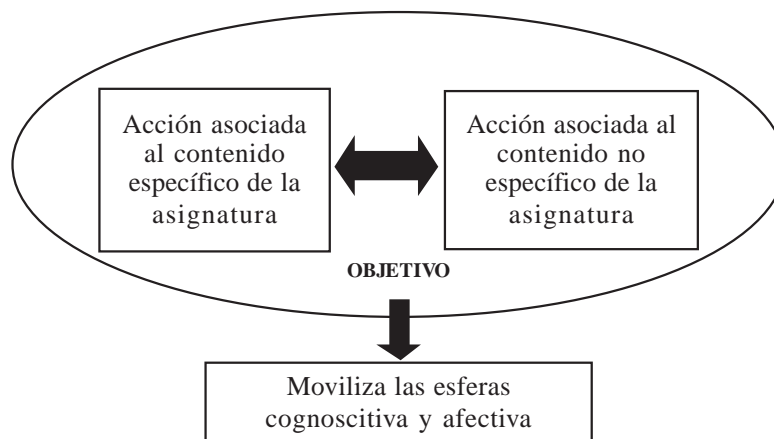 Acción asociada
al contenido
específico de la
asignatura
Acción asociada al
contenido no
específico de la
asignatura
OBJETIVO
Moviliza las esferas
cognoscitiva y afectiva